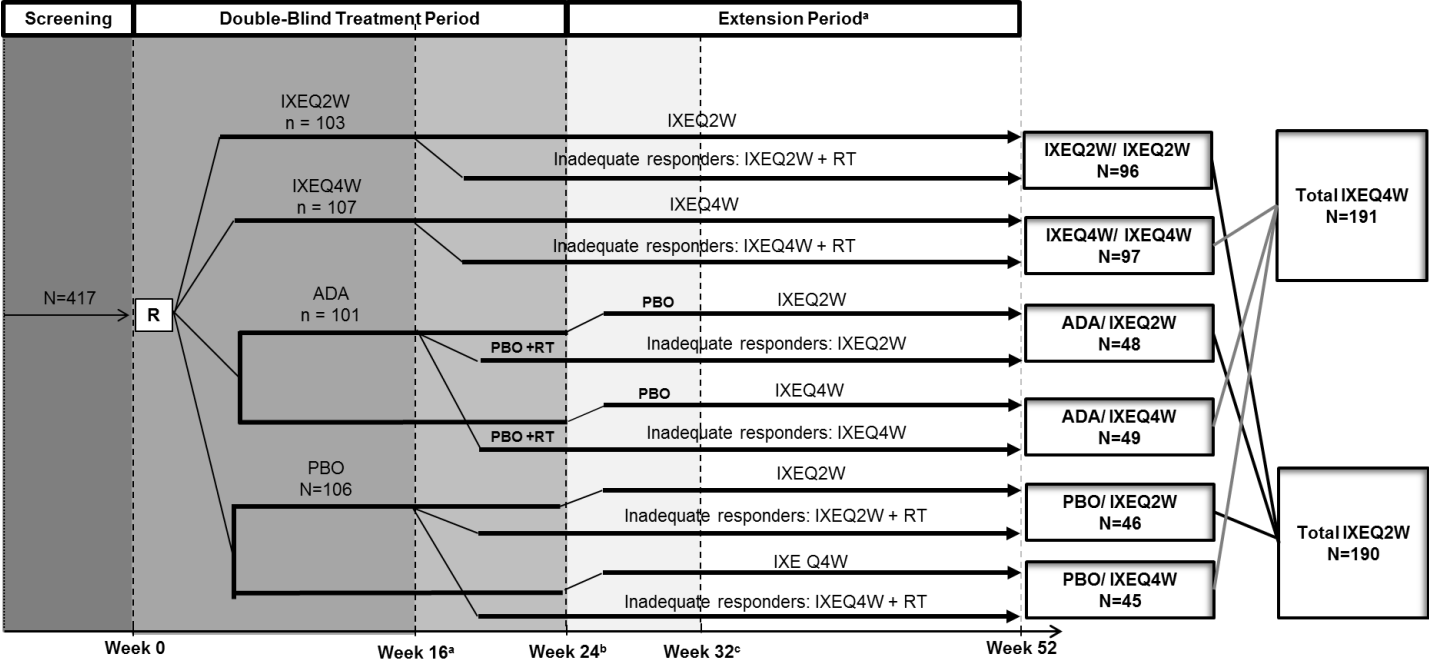 Screening
Double-Blind Treatment Period
Extension Periodᵃ
IXEQ2W
n = 103
IXEQ2W
Inadequate responders: IXEQ2W + RT
IXEQ2W/ IXEQ2W
N=96
IXEQ4W
n = 107
IXEQ4W
Inadequate responders: IXEQ4W + RT
IXEQ4W/ IXEQ4W
N=97
Total IXEQ4W
N=191
N=417
R
ADA
n = 101
PBO
IXEQ2W
PBO +RT
Inadequate responders: IXEQ2W
ADA/ IXEQ2W
N=48
PBO
IXEQ4W
PBO +RT
Inadequate responders: IXEQ4W
ADA/ IXEQ4W
N=49
PBO
N=106
IXEQ2W
Inadequate responders: IXEQ2W + RT
PBO/ IXEQ2W
N=46
IXE Q4W
Inadequate responders: IXEQ4W + RT
PBO/ IXEQ4W
N=45
Total IXEQ2W
N=190
Week 0
Week 16ᵃ
Week 24ᵇ
Week 32ᶜ
Week 52